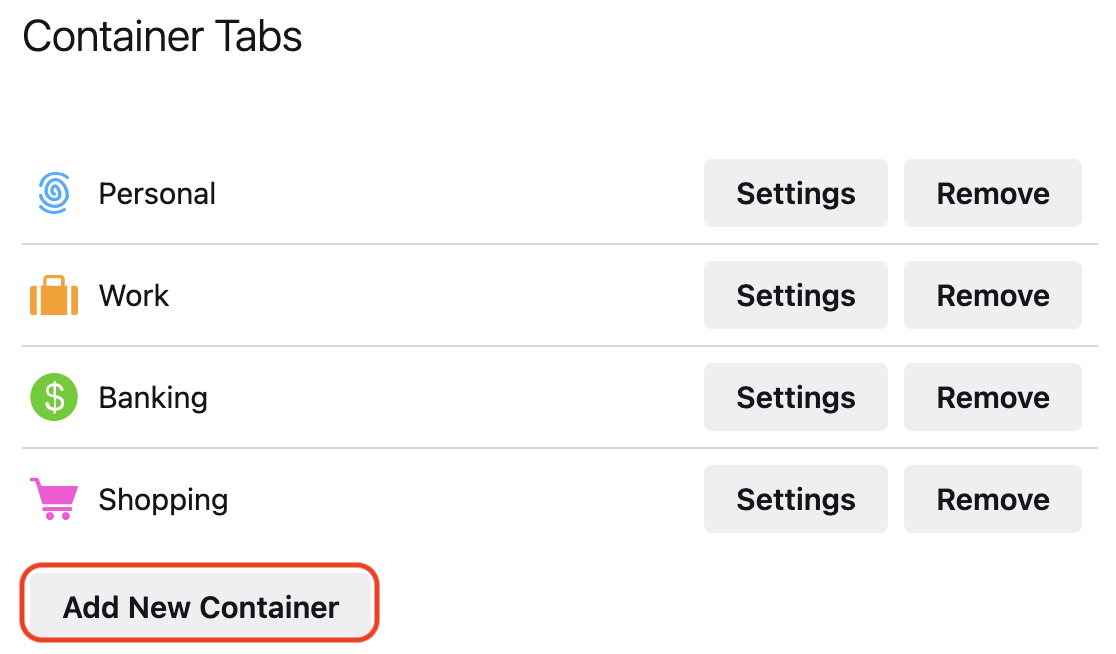 Container Tabs
Personal Settings Remove
Work Settings Remove
$ Banking Settings Remove
Shopping Settings Remove
Add New Container